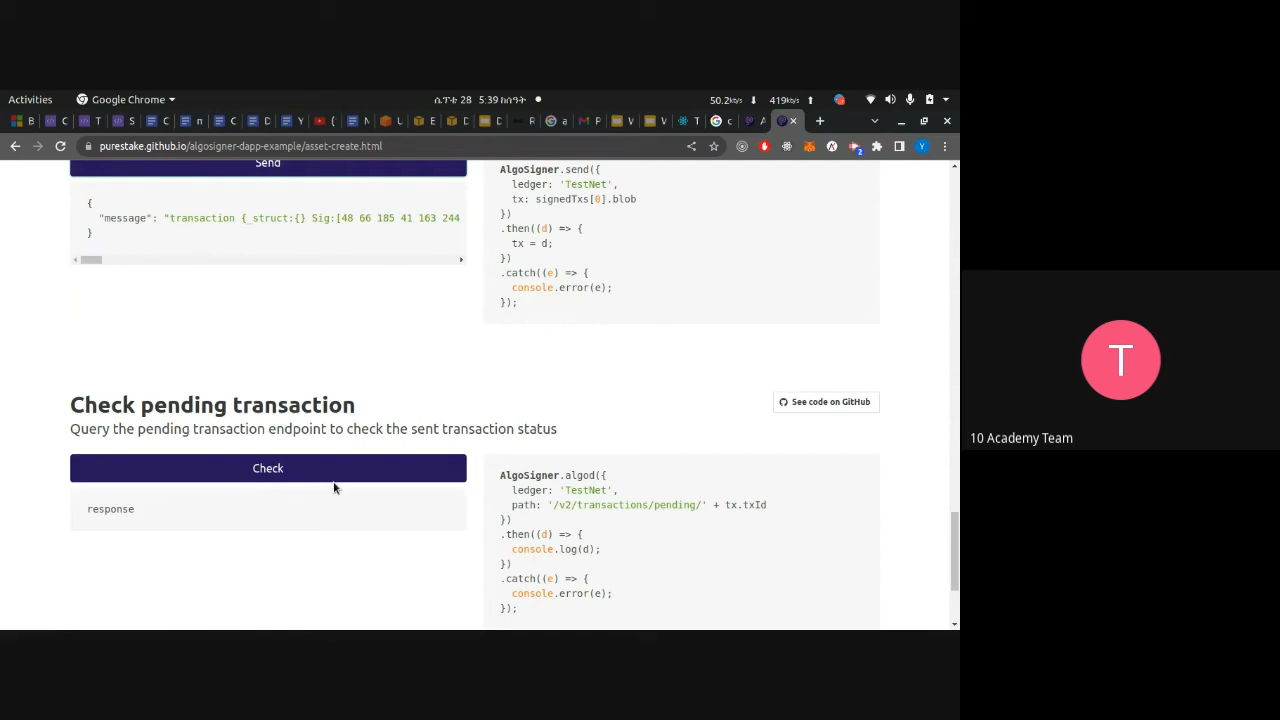 Activities
Google Chrome
ሴፕቴ 28 5:39 ከሰዓት
50.2kb/s
419kb/s
B
C
T
S
C
n
C
D
Y
(
N
U
E
D
D
R
a
P
V
V
T
c
A
purestake.github.io/algosigner-dapp-example/asset-create.html
Y
2
Send
{
"message": "transaction {_struct:{} Sig:[48 66 185 41 163 244
}
AlgoSigner.send({
ledger: 'TestNet',
tx: signedTxs[0].blob
})
.then((d) => {
tx = d;
})
.catch((e) => {
console.error(e);
});
Check pending transaction
See code on GitHub
Query the pending transaction endpoint to check the sent transaction status
Check
response
AlgoSigner.algod({
ledger: 'TestNet',
path: '/v2/transactions/pending/' + tx.txId
})
.then((d) => {
console.log(d);
})
.catch((e) => {
console.error(e);
});
T
10 Academy Team